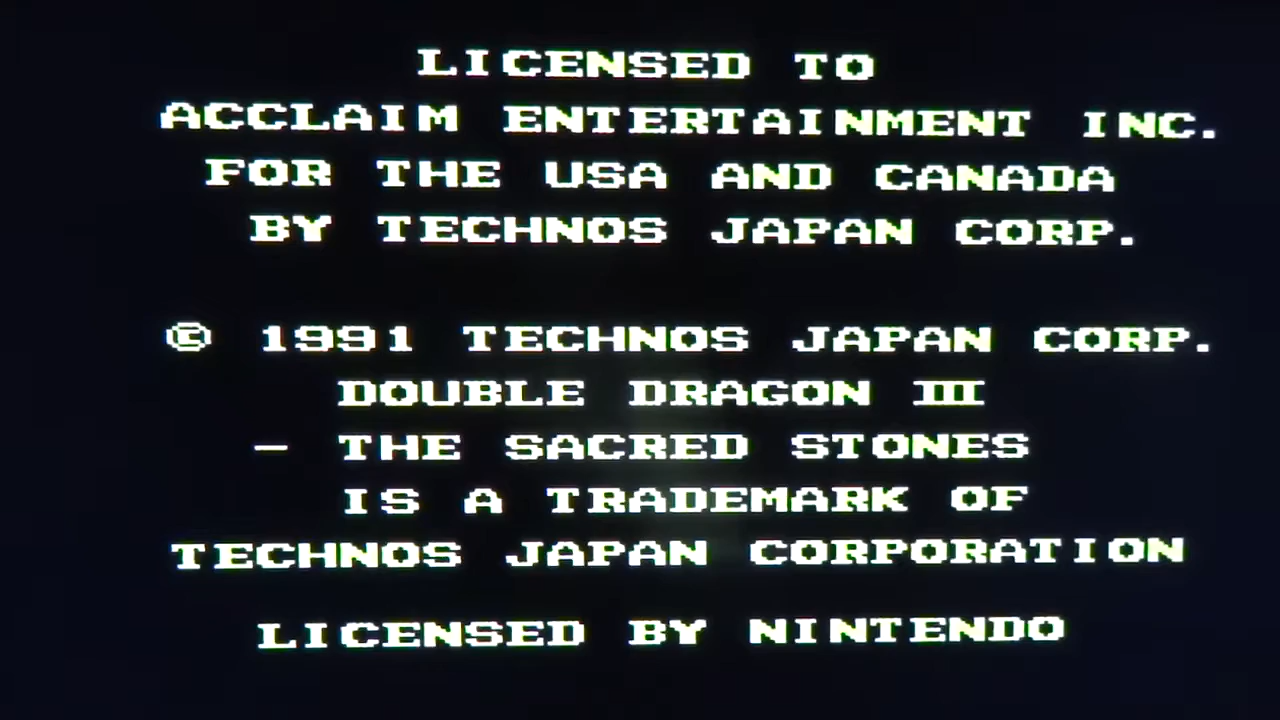 LICENSED TO
ACCLAIM ENTERTAINMENT INC.
FOR THE USA AND CANADA
BY TECHNOS JAPAN CORP.
© 1991 TECHNOS JAPAN CORP.
DOUBLE DRAGON III
- THE SACRED STONES
IS A TRADEMARK OF
TECHNOS JAPAN CORPORATION
LICENSED BY NINTENDO